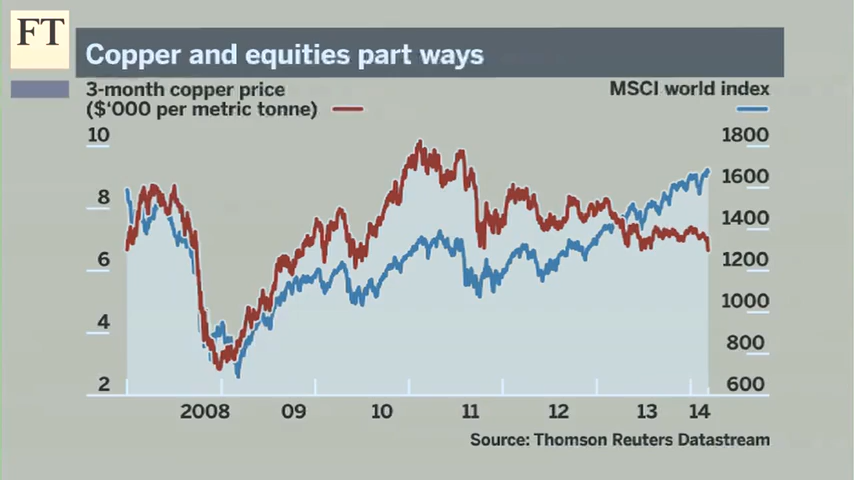 FT
Copper and equities part ways
3-month copper price
($‘000 per metric tonne)
MSCI world index
10
8
6
4
2
1800
1600
1400
1200
1000
800
600
2008 09 10 11 12 13 14
Source: Thomson Reuters Datastream